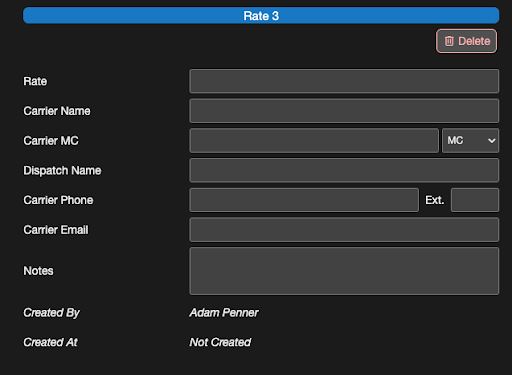 Rate 3
Delete
Rate
Carrier Name
Carrier MC
MC
Dispatch Name
Carrier Phone
Ext.
Carrier Email
Notes
Created By Adam Penner
Created At Not Created